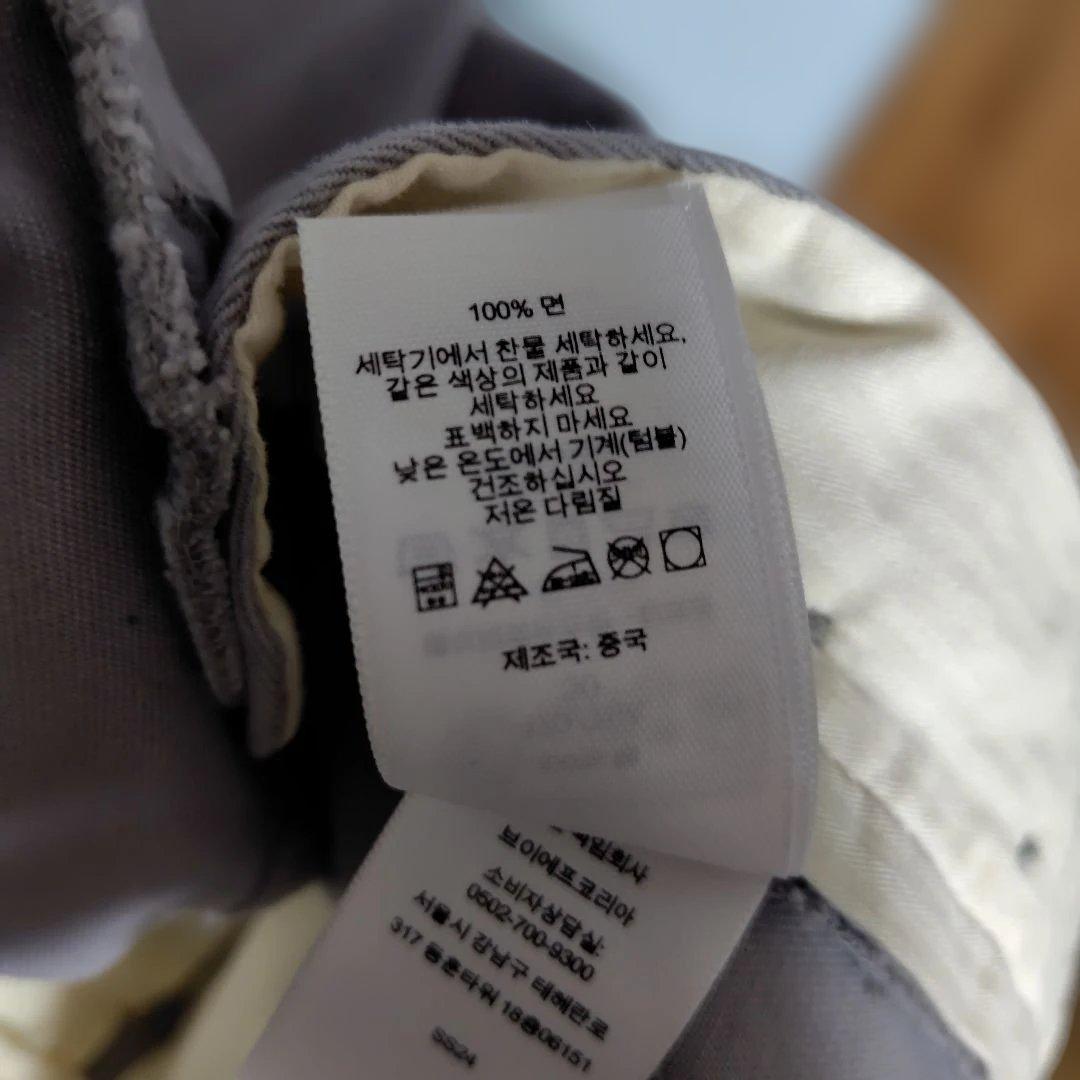 100% 면
세탁기에서 찬물 세탁하세요,
같은 색상의 제품과 같이
세탁하세요
표백하지 마세요
낮은 온도에서 기계(텀블)
건조하십시오
저온 다림질
제조국: 중국
책임회사
브이에프코리아
소비자상담실:
0502-700-9300
서울시 강남구 테헤란로
317 동훈타워 18층06151
SS24